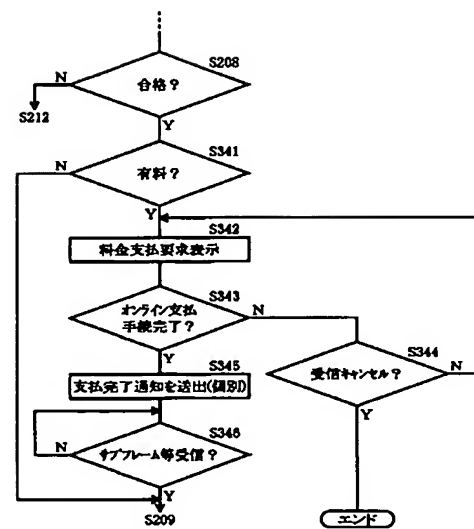 S208
N
合格?
S212
Y
S341
N
有料?
Y
S342
料金支払要求表示
S343
オンライン支払
手続完了?
N
Y
S344
S345
受信キャンセル?
N
支払完了通知を送出(個別)
Y
S346
N
サブフレーム等受信?
Y
S209
エンド